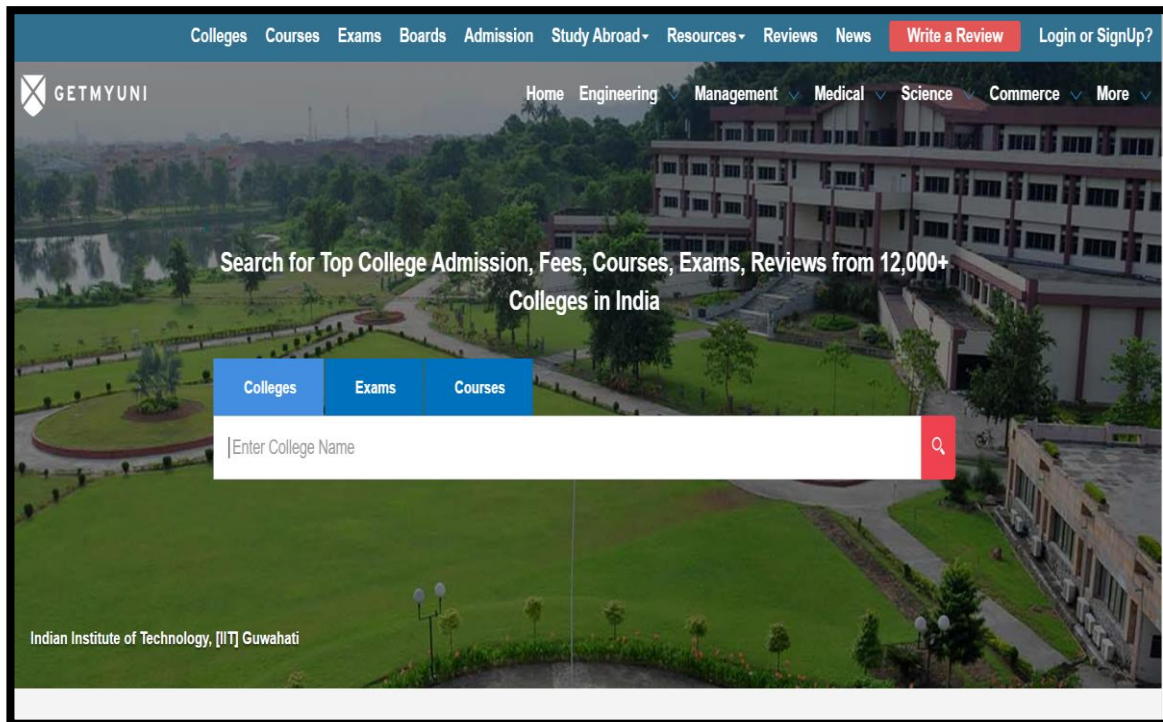 Colleges Courses Exams Boards Admission Study Abroad Resources Reviews News Write a Review Login or SignUp?
GETMYUNI
Home Engineering Management Medical Science Commerce More
Search for Top College Admission, Fees, Courses, Exams, Reviews from 12,000+
Colleges in India
Colleges Exams Courses
Enter College Name
Indian Institute of Technology, [IIT] Guwahati